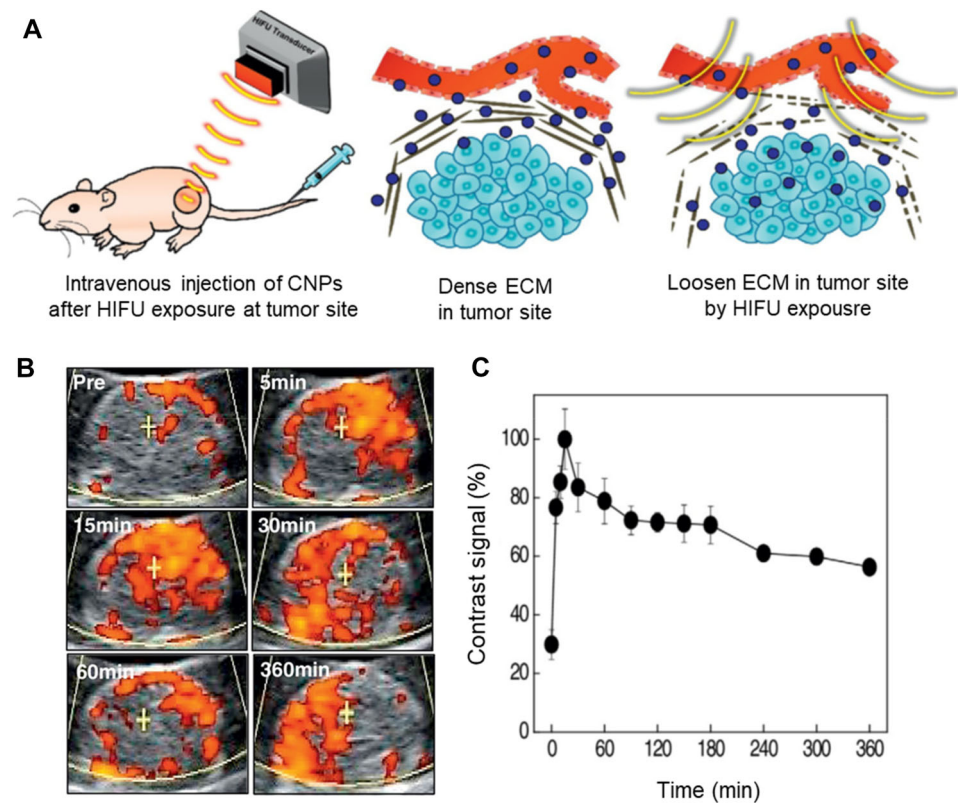 A
HIFU Transducer
Intravenous injection of CNPs
after HIFU exposure at tumor site
Dense ECM
in tumor site
Loosen ECM in tumor site
by HIFU expousre
B
Pre
5min
15min
30min
60min
360min
C
Contrast signal (%)
100
80
60
40
20
0
0 60 120 180 240 300 360
Time (min)